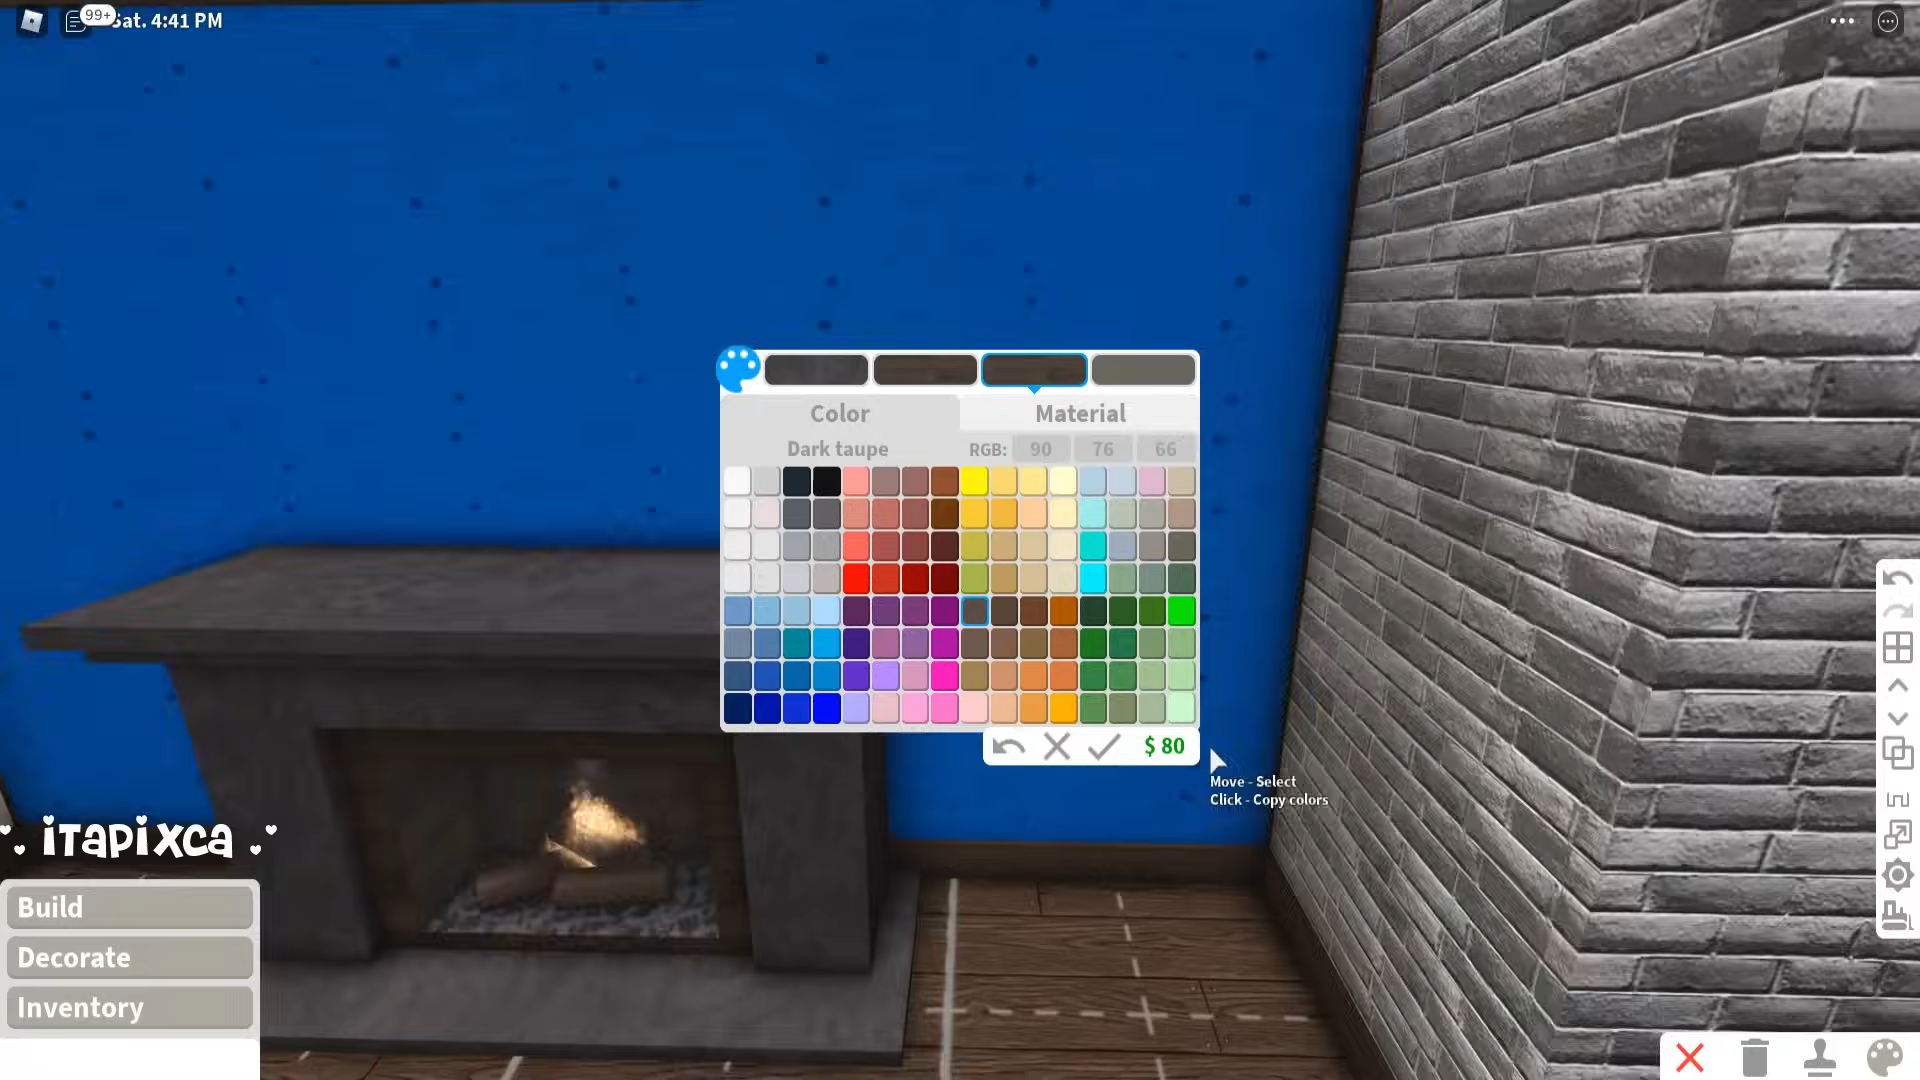 99+
Sat. 4:41 PM
Color
Material
Dark taupe
RGB: 90 76 66
$ 80
Move - Select
Click - Copy colors
iTapixca
Build
Decorate
Inventory